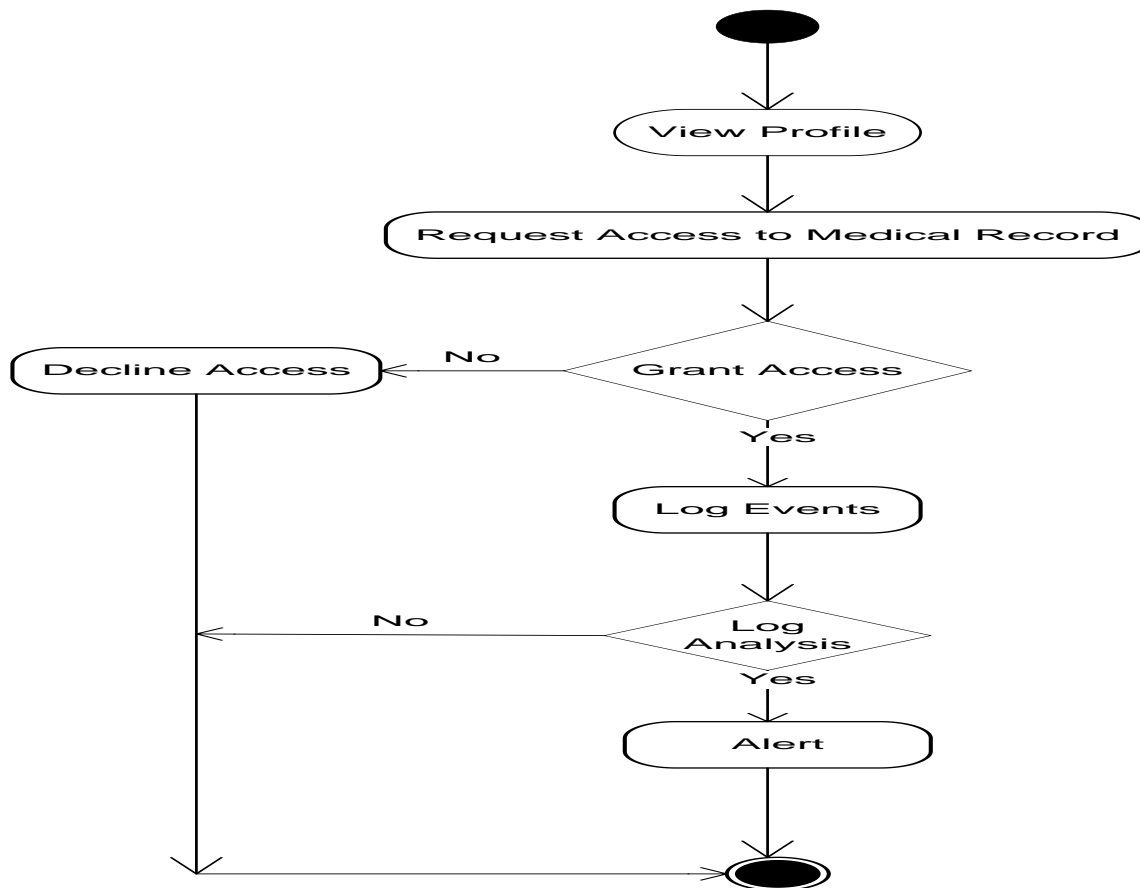 View Profile
Request Access to Medical Record
Decline Access
No
Grant Access
Yes
Log Events
No
Log
Analysis
Yes
Alert